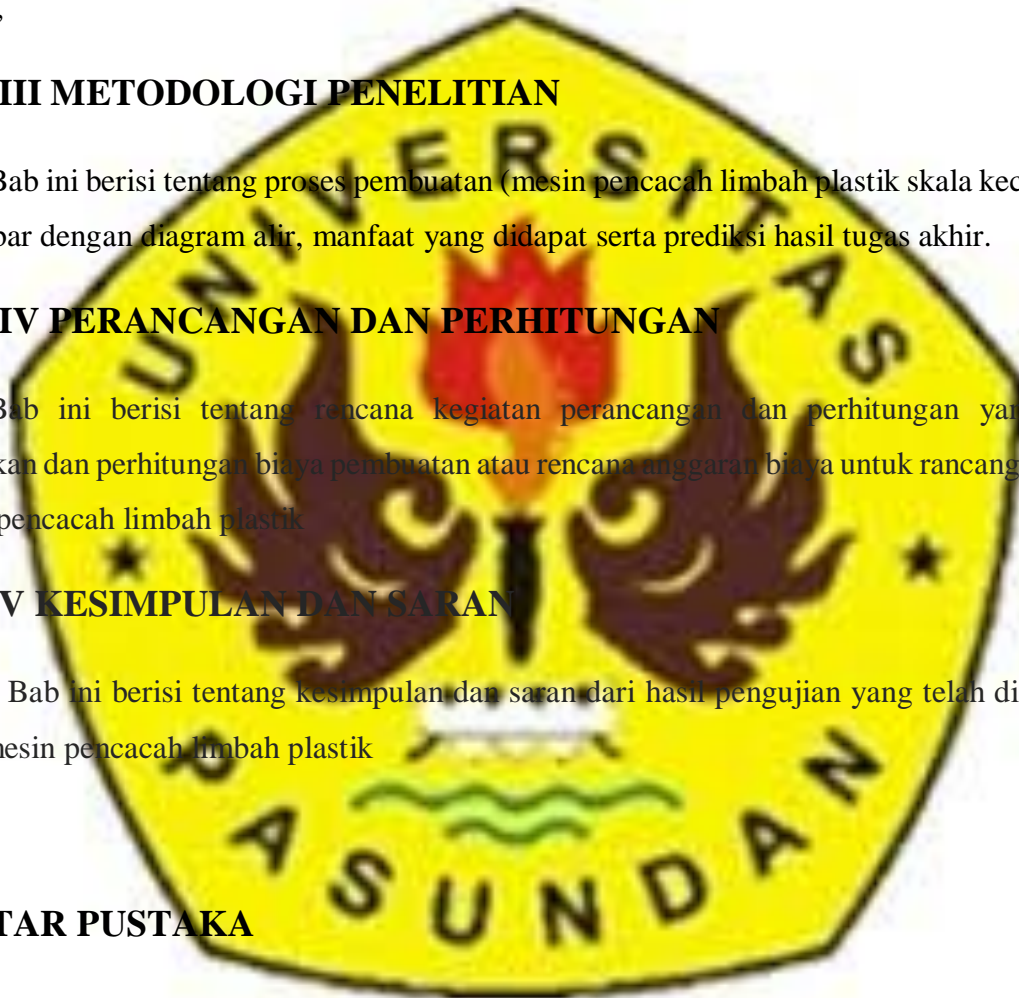 III METODOLOGI PENELITIAN
Bab ini berisi tentang proses pembuatan (mesin pencacah limbah plastik skala kec
bar dengan diagram alir, manfaat yang didapat serta prediksi hasil tugas akhir.
IV PERANCANGAN DAN PERHITUNGAN
Bab ini berisi tentang rencana kegiatan perancangan dan perhitungan yan
kan dan perhitungan biaya pembuatan atau rencana anggaran biaya untuk rancang
pencacah limbah plastik
V KESIMPULAN DAN SARAN
Bab ini berisi tentang kesimpulan dan saran dari hasil pengujian yang telah di
mesin pencacah limbah plastik
TAR PUSTAKA
UNIVERSITAS
PASUNDAN